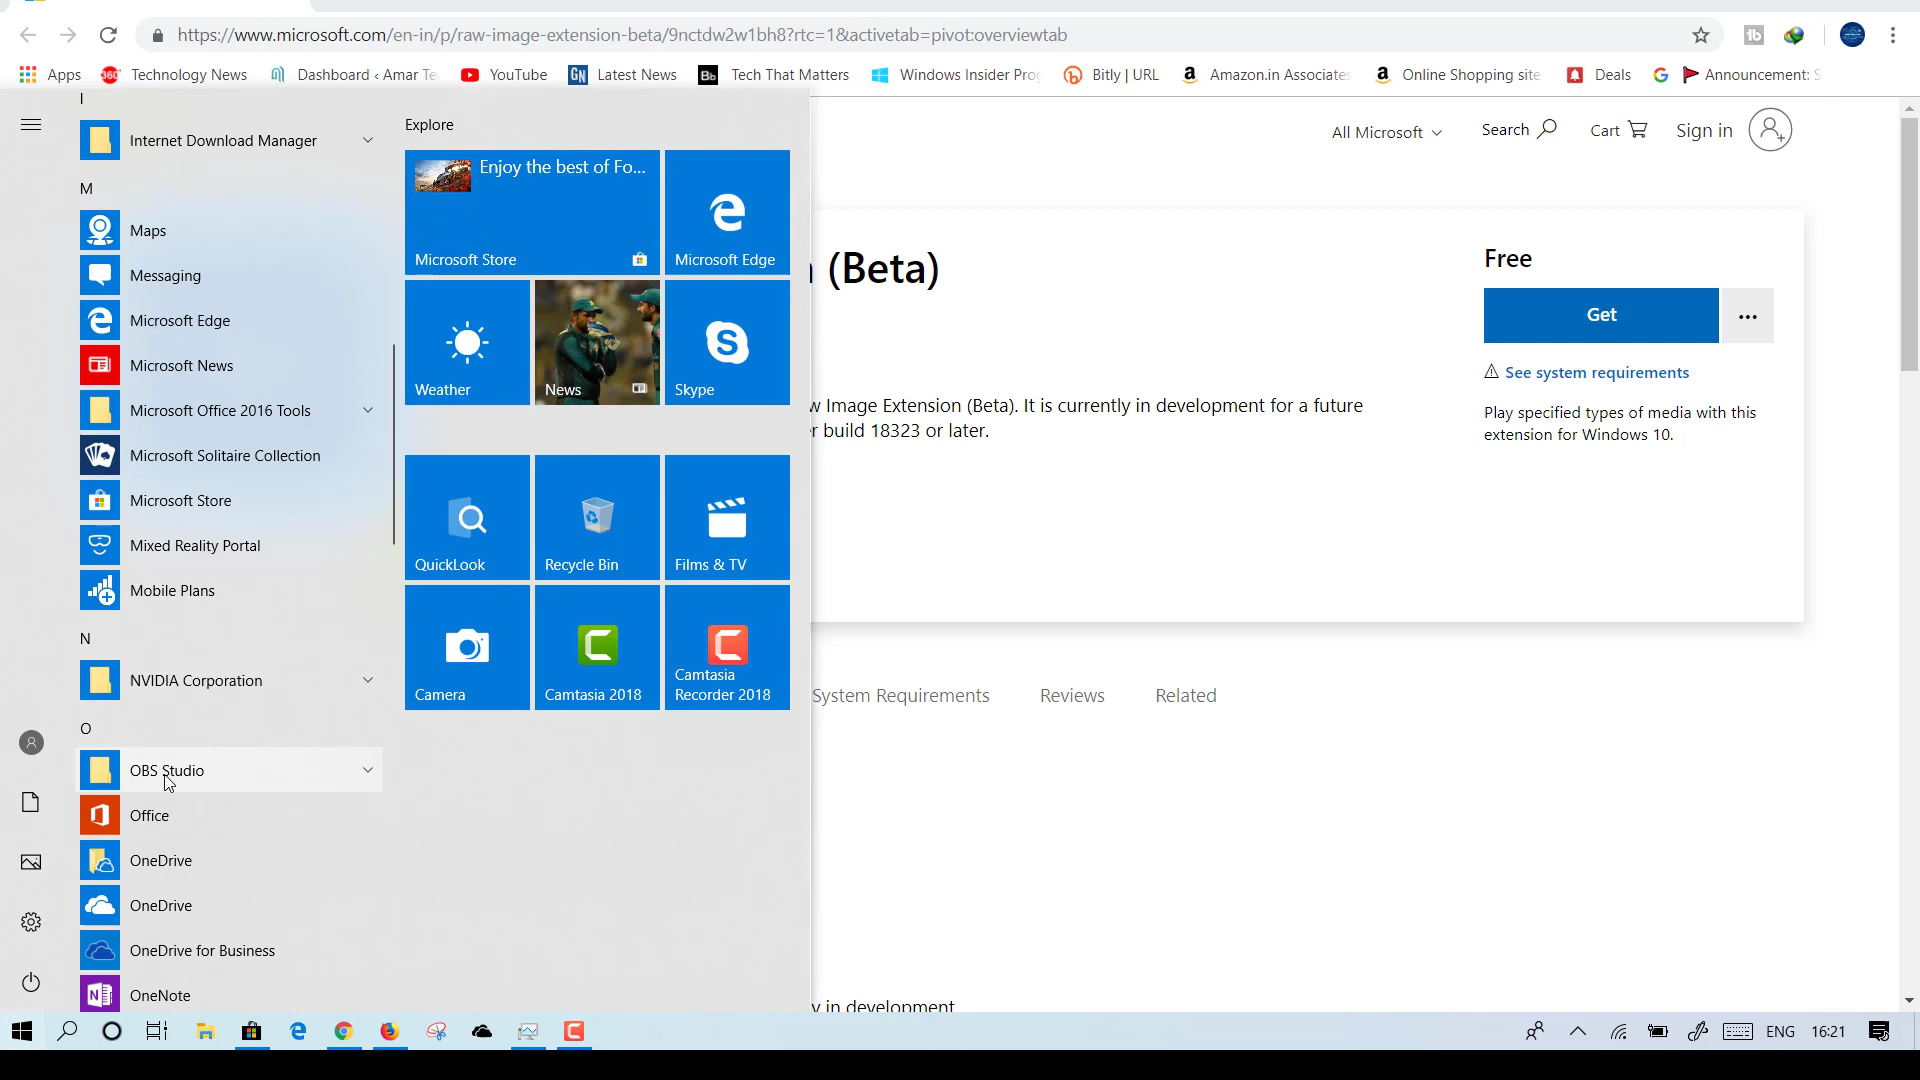 https://www.microsoft.com/en-in/p/raw-image-extension-beta/9nctdw2w1bh8?rtc=1&activetab=pivot:overviewtab
Apps
Technology News
Dashboard ‹ Amar Te
YouTube
GN
Latest News
Bb
Tech That Matters
Windows Insider Pro
Bitly | URL
Amazon.in Associates
Online Shopping site
Deals
Announcement: S
I
Internet Download Manager
M
Maps
Messaging
Microsoft Edge
Microsoft News
Microsoft Office 2016 Tools
Microsoft Solitaire Collection
Microsoft Store
Mixed Reality Portal
Mobile Plans
N
NVIDIA Corporation
O
OBS Studio
Office
OneDrive
OneDrive
OneDrive for Business
OneNote
Explore
Enjoy the best of Fo...
Microsoft Store
Microsoft Edge
Weather
News
Skype
QuickLook
Recycle Bin
Films & TV
Camera
Camtasia 2018
Camtasia
Recorder 2018
All Microsoft
Search
Cart
Sign in
(Beta)
w Image Extension (Beta). It is currently in development for a future
r build 18323 or later.
Free
Get
...
See system requirements
Play specified types of media with this
extension for Windows 10.
System Requirements
Reviews
Related
y in development
ENG
16:21